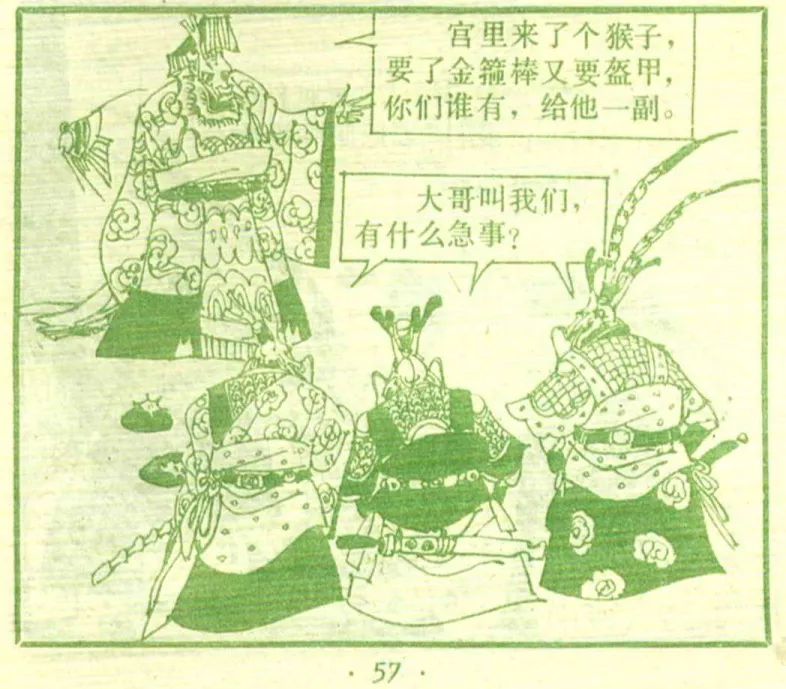 宫里来了个猴子，
要了金箍棒又要盔甲，
你们谁有，给他一副。
大哥叫我们，
有什么急事？
· 57 ·